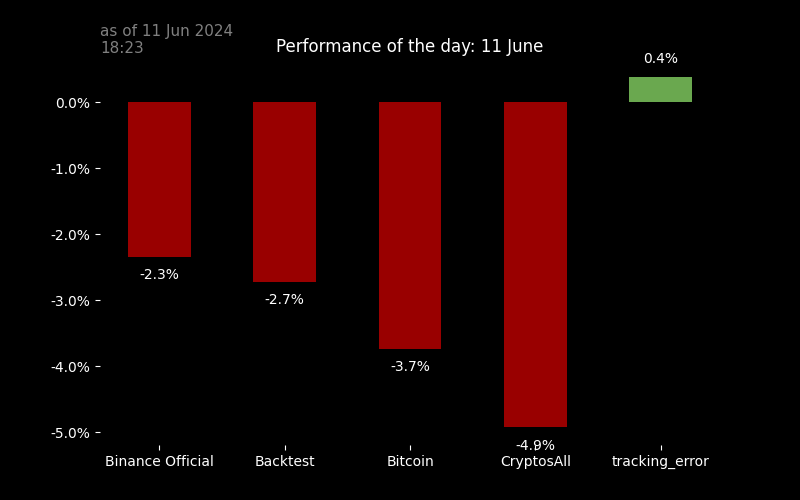 as of 11 Jun 2024
18:23
Performance of the day: 11 June
0.4%
0.0%
-1.0%
-2.0%
-2.3%
-2.7%
-3.0%
-3.7%
-4.0%
-4.9%
-5.0%
Binance Official
Backtest
Bitcoin
CryptosAll
tracking_error